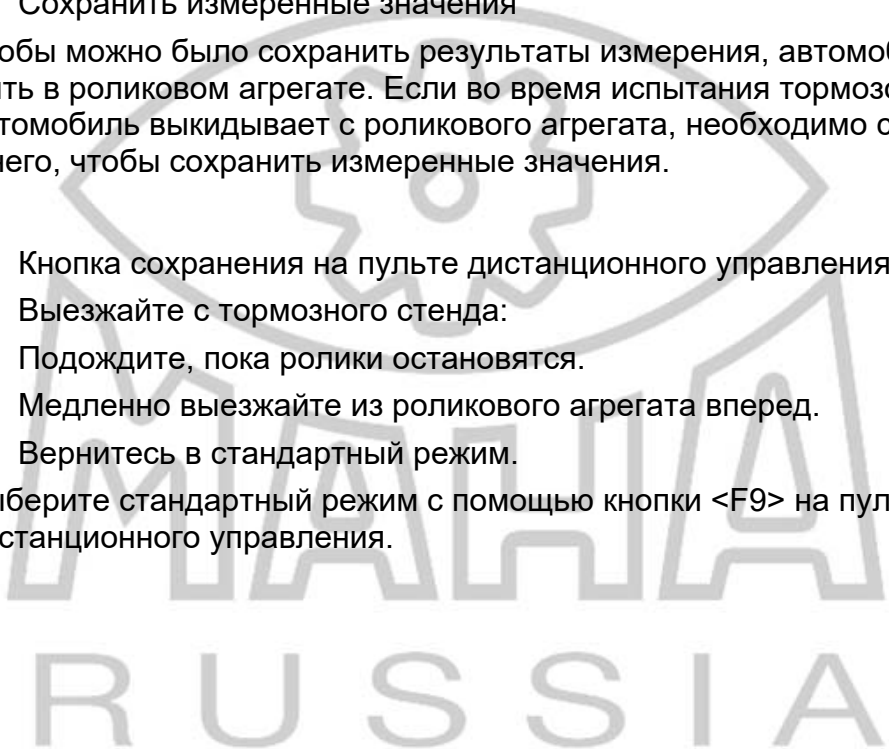 Сохранить измеренные значения
обы можно было сохранить результаты измерения, автомоб
ть в роликовом агрегате. Если во время испытания тормозо
томобиль выкидывает с роликового агрегата, необходимо с
него, чтобы сохранить измеренные значения.
Кнопка сохранения на пульте дистанционного управления
Выезжайте с тормозного стенда:
Подождите, пока ролики остановятся.
Медленно выезжайте из роликового агрегата вперед.
Вернитесь в стандартный режим.
ыберите стандартный режим с помощью кнопки <F9> на пул
станционного управления.
MAHA
RUSSIA